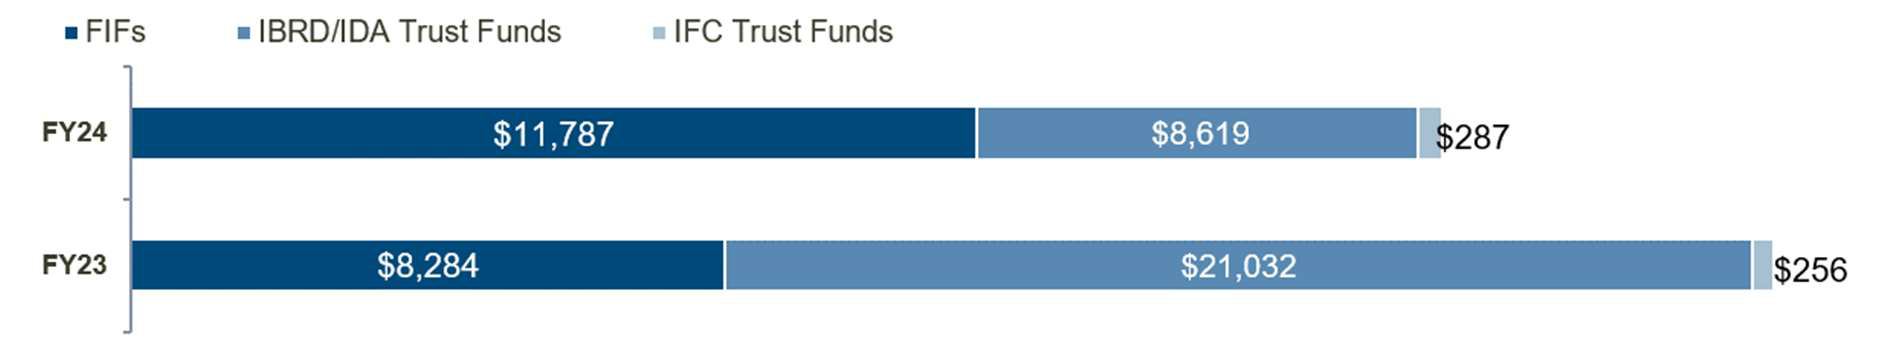 FIFs IBRD/IDA Trust Funds IFC Trust Funds
FY24 $11,787 $8,619 $287
FY23 $8,284 $21,032 $256